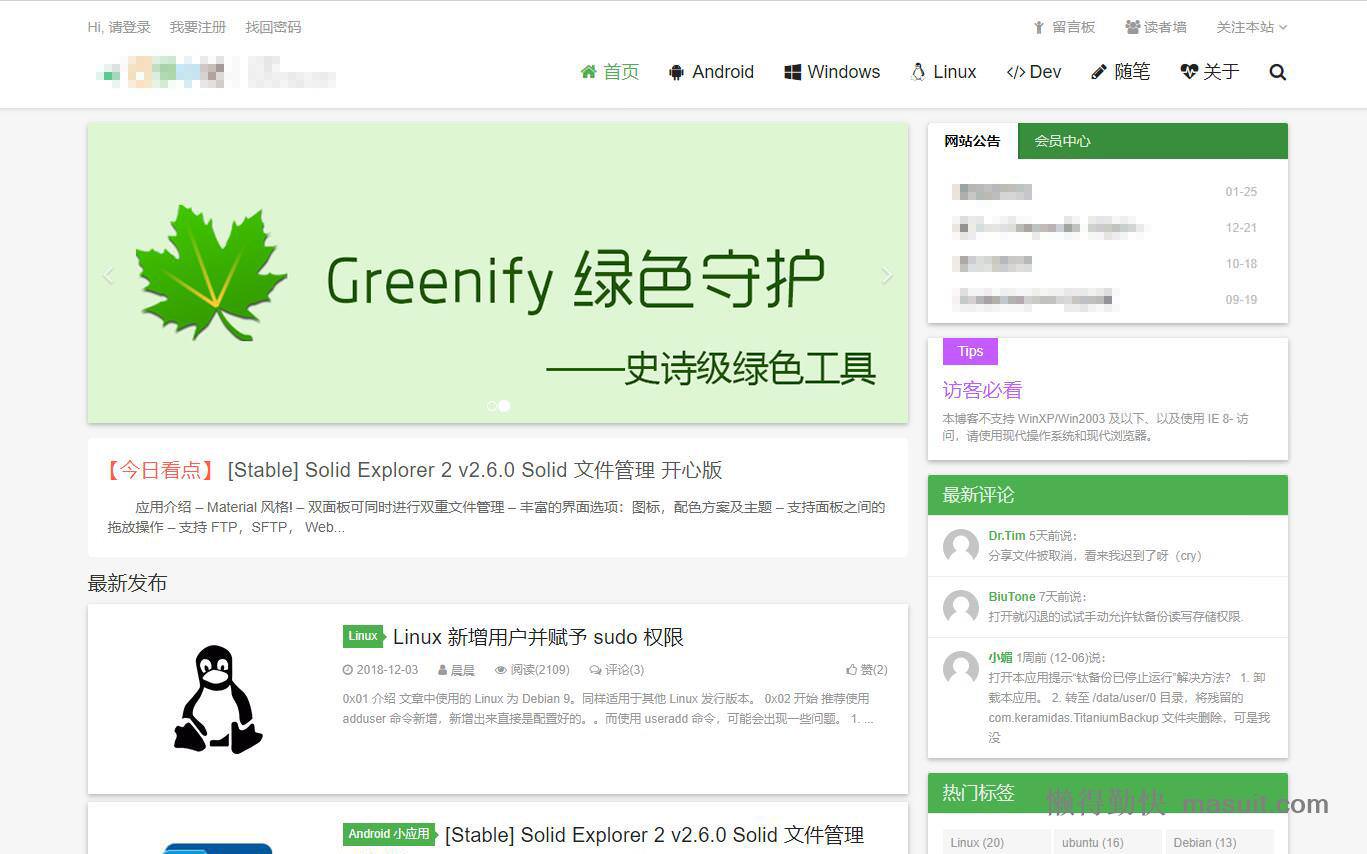 Hi, 请登录 我要注册 找回密码
留言板 读者墙 关注本站
首页 Android Windows Linux </> Dev 随笔 关于
Greenify 绿色守护
——史诗级绿色工具
【今日看点】 [Stable] Solid Explorer 2 v2.6.0 Solid 文件管理 开心版
应用介绍 – Material 风格! – 双面板可同时进行双重文件管理 – 丰富的界面选项：图标，配色方案及主题 – 支持面板之间的
拖放操作 – 支持 FTP，SFTP， Web...
最新发布
Linux Linux 新增用户并赋予 sudo 权限
2018-12-03 晨晨 阅读(2109) 评论(3) 赞(2)
0x01 介绍 文章中使用的 Linux 为 Debian 9。同样适用于其他 Linux 发行版本。 0x02 开始 推荐使用
adduser 命令新增，新增出来直接是配置好的。。而使用 useradd 命令，可能会出现一些问题。 1. ...
Android 小应用 [Stable] Solid Explorer 2 v2.6.0 Solid 文件管理
网站公告 会员中心
01-25
12-21
10-18
09-19
Tips
访客必看
本博客不支持 WinXP/Win2003 及以下、以及使用 IE 8- 访
问，请使用现代操作系统和现代浏览器。
最新评论
Dr.Tim 5天前说：
分享文件被取消，看来我迟到了呀（cry）
BiuTone 7天前说：
打开就闪退的试试手动允许钛备份读写存储权限.
小媚 1周前 (12-06)说：
打开本应用提示“钛备份已停止运行”解决方法？ 1. 卸
载本应用。 2. 转至 /data/user/0 目录，将残留的
com.keramidas.TitaniumBackup 文件夹删除，可是我
没
热门标签
懒得勤快 masuit.com
Linux (20) ubuntu (16) Debian (13)